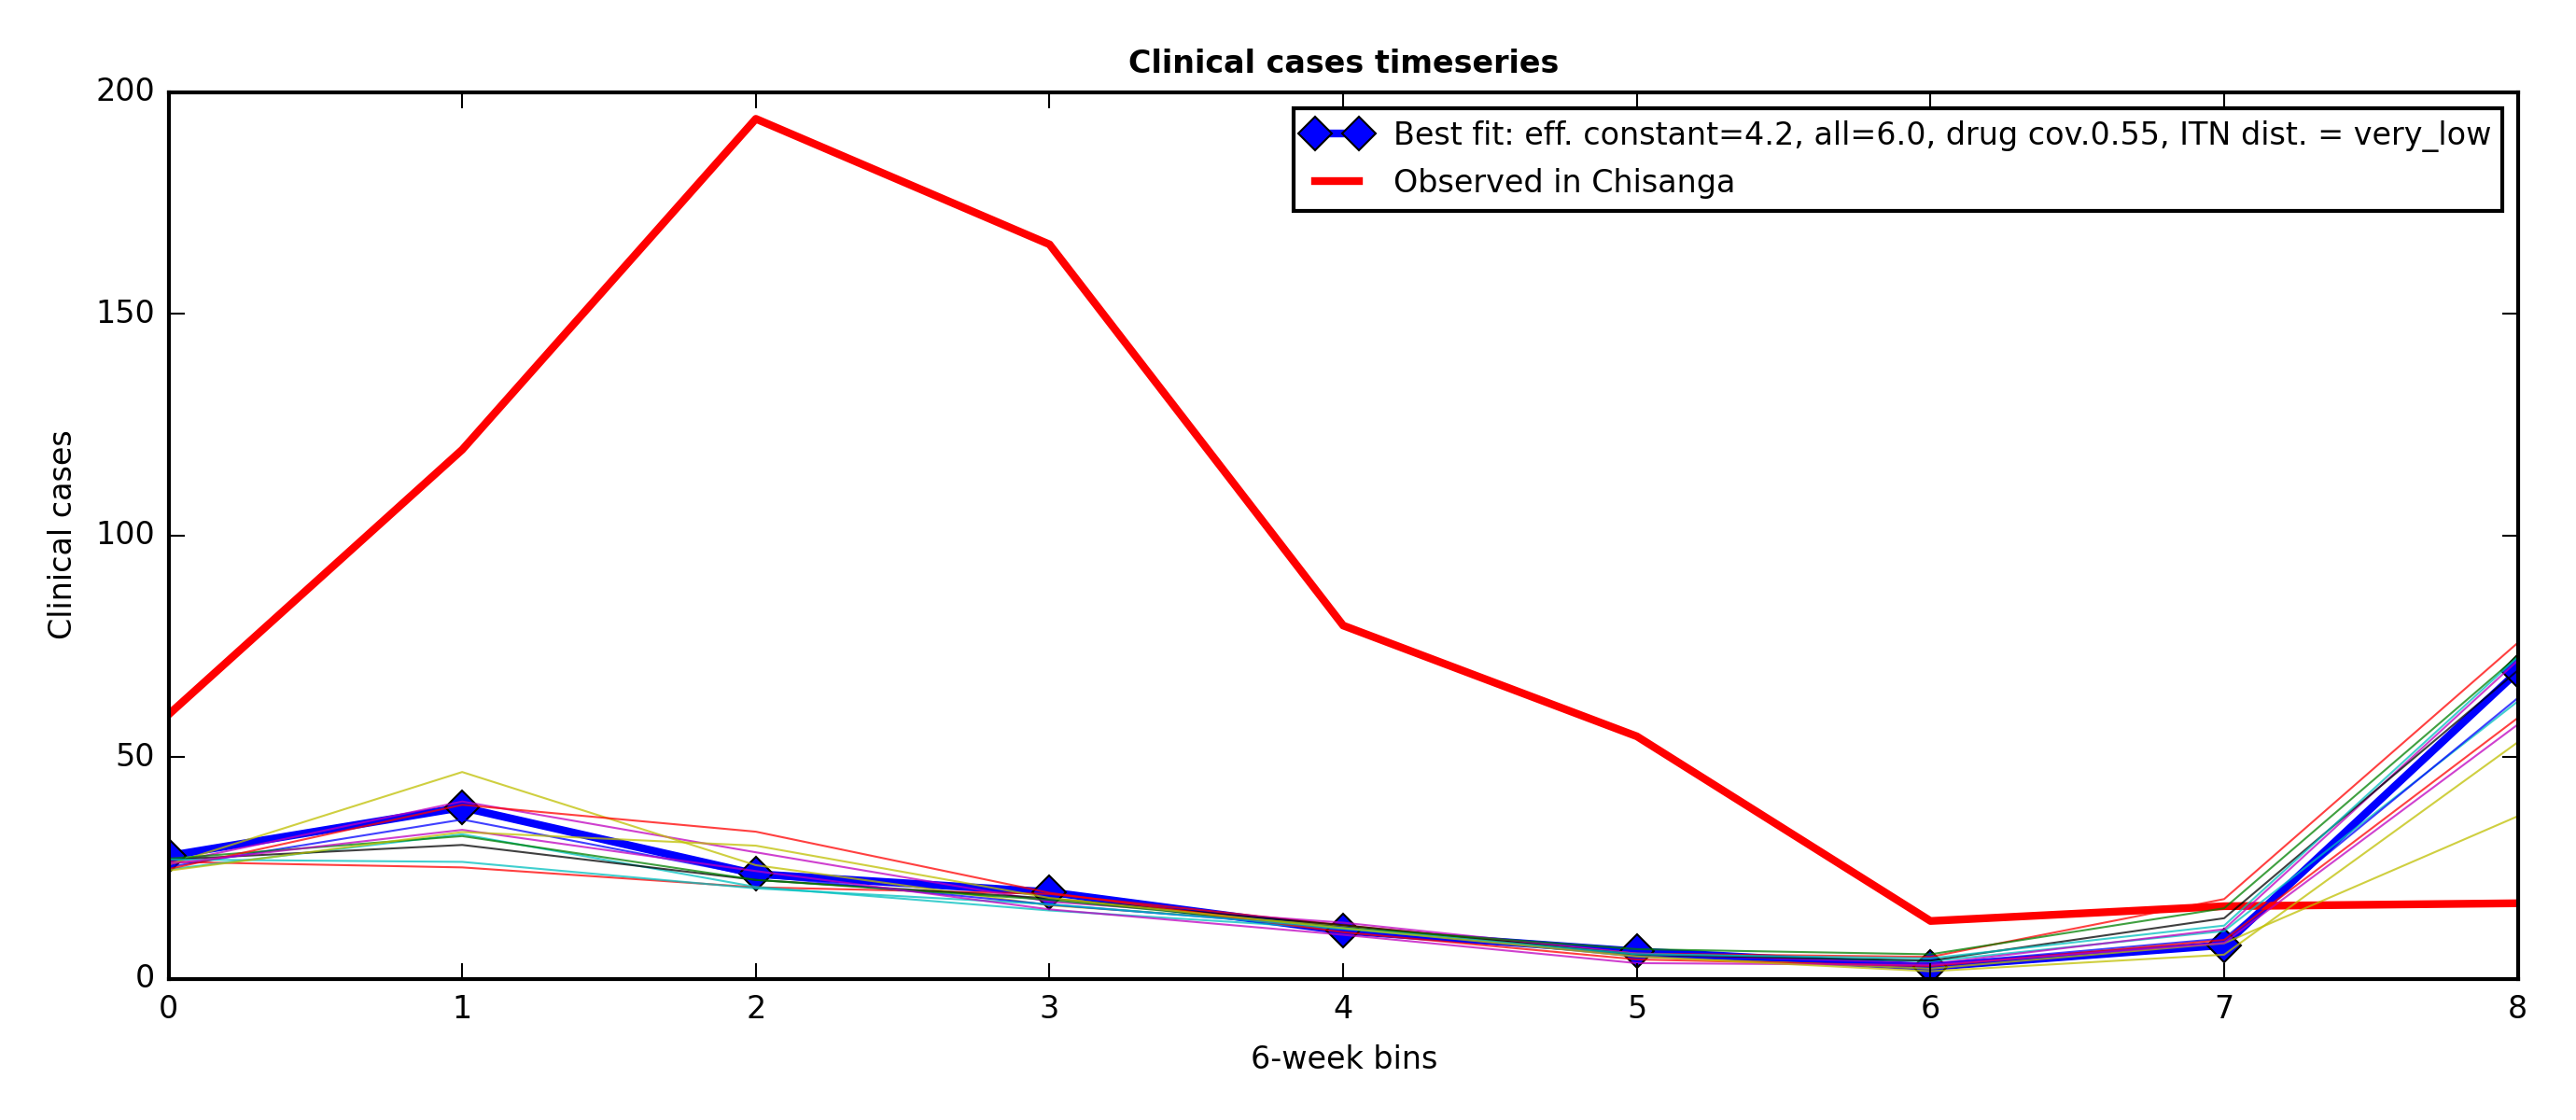 Clinical cases timeseries
Best fit: eff. constant=4.2, all=6.0, drug cov.0.55, ITN dist. = very_low
Observed in Chisanga
200
150
100
50
0
Clinical cases
0 1 2 3 4 5 6 7 8
6-week bins